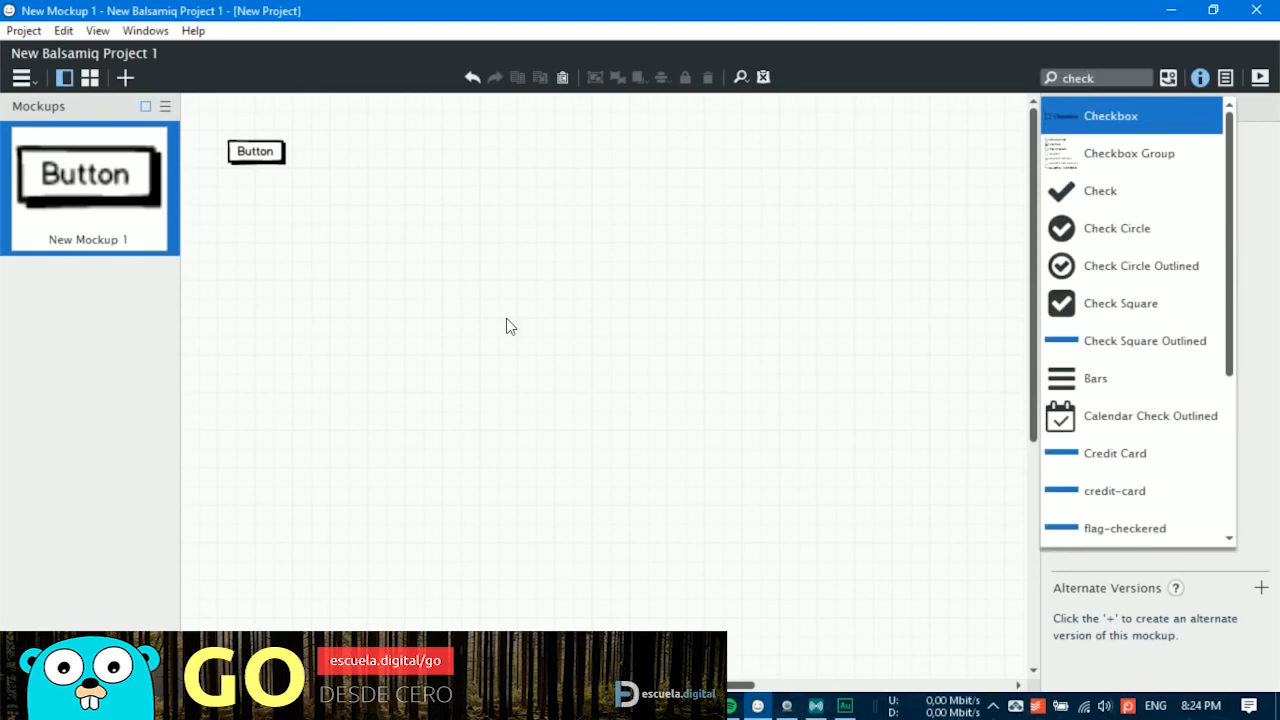 New Mockup 1 - New Balsamiq Project 1 - [New Project]
Project Edit View Windows Help
New Balsamiq Project 1
check
Mockups
Button
New Mockup 1
Button
Checkbox
Checkbox Group
Check
Check Circle
Check Circle Outlined
Check Square
Check Square Outlined
Bars
Calendar Check Outlined
Credit Card
credit-card
flag-checkered
Alternate Versions ?
Click the '+' to create an alternate
version of this mockup.
GO
escuela.digital/go
DESDE CERO
escuela.digital
U: 0,00 Mbit/s
D: 0,00 Mbit/s
ENG 8:24 PM